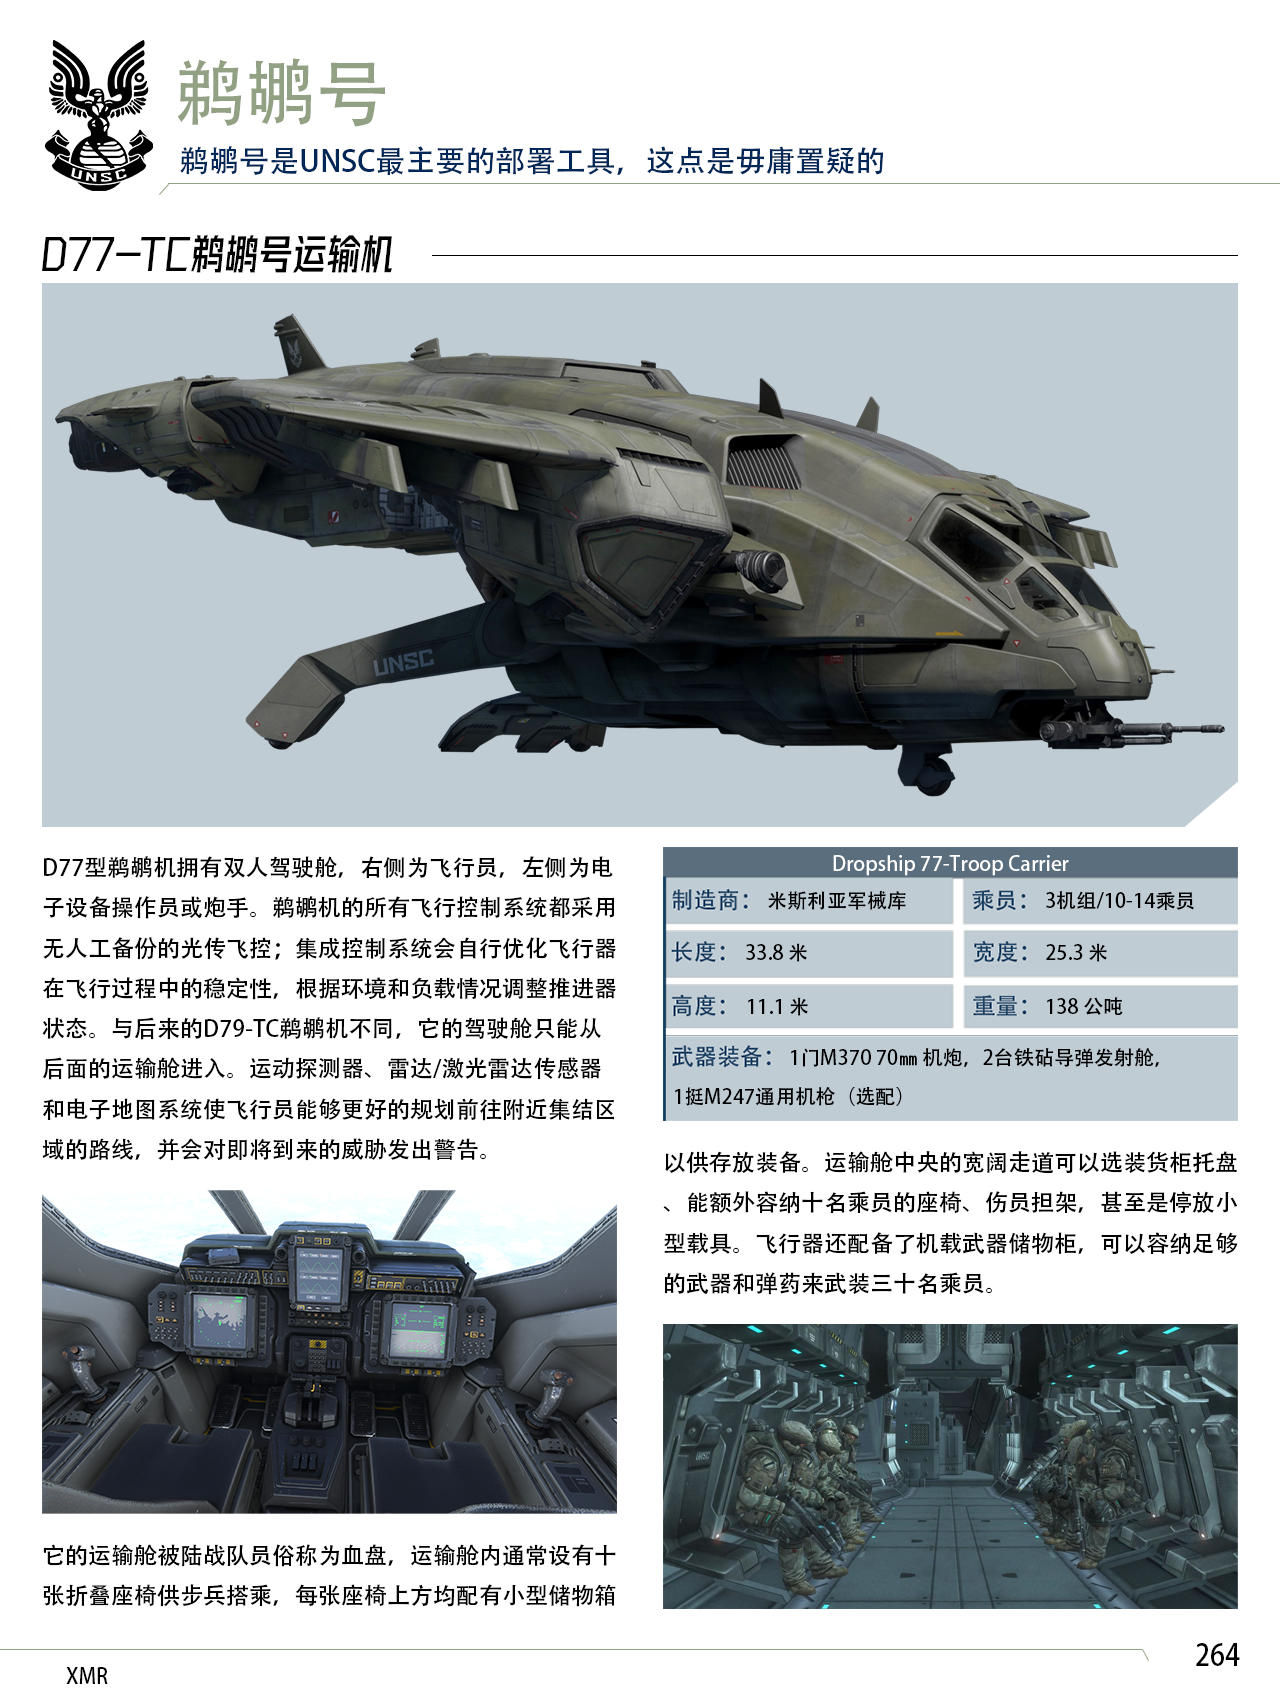 鹈鹕号
鹈鹕号是UNSC最主要的部署工具，这点是毋庸置疑的
UNSC
D77-TC鹈鹕号运输机
UNSC
D77型鹈鹕机拥有双人驾驶舱，右侧为飞行员，左侧为电
子设备操作员或炮手。鹈鹕机的所有飞行控制系统都采用
无人工备份的光传飞控；集成控制系统会自行优化飞行器
在飞行过程中的稳定性，根据环境和负载情况调整推进器
状态。与后来的D79-TC鹈鹕机不同，它的驾驶舱只能从
后面的运输舱进入。运动探测器、雷达/激光雷达传感器
和电子地图系统使飞行员能够更好的规划前往附近集结区
域的路线，并会对即将到来的威胁发出警告。
它的运输舱被陆战队员俗称为血盘，运输舱内通常设有十
张折叠座椅供步兵搭乘，每张座椅上方均配有小型储物箱
Dropship 77-Troop Carrier
制造商： 米斯利亚军械库
乘员： 3机组/10-14乘员
长度： 33.8 米
宽度： 25.3 米
高度： 11.1 米
重量： 138 公吨
武器装备： 1门M370 70㎜ 机炮，2台铁砧导弹发射舱，
1挺M247通用机枪（选配）
以供存放装备。运输舱中央的宽阔走道可以选装货柜托盘
、能额外容纳十名乘员的座椅、伤员担架，甚至是停放小
型载具。飞行器还配备了机载武器储物柜，可以容纳足够
的武器和弹药来武装三十名乘员。
UNSC
264
XMR